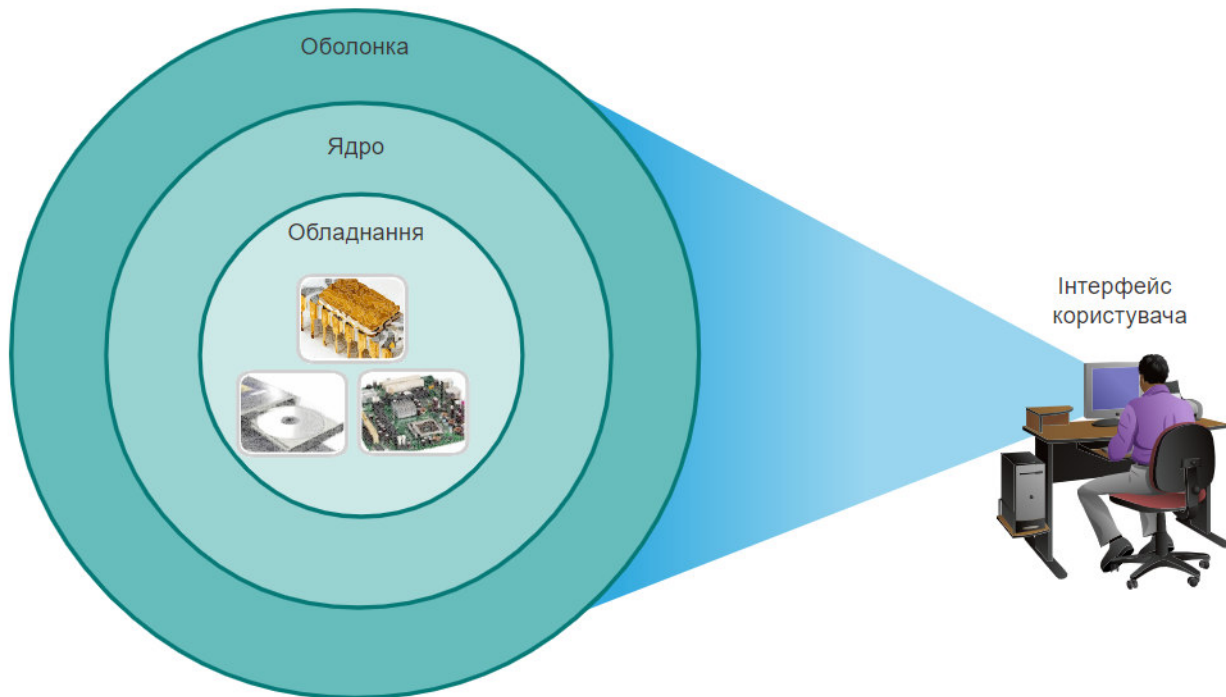 Оболонка
Ядро
Обладнання
Інтерфейс
користувача